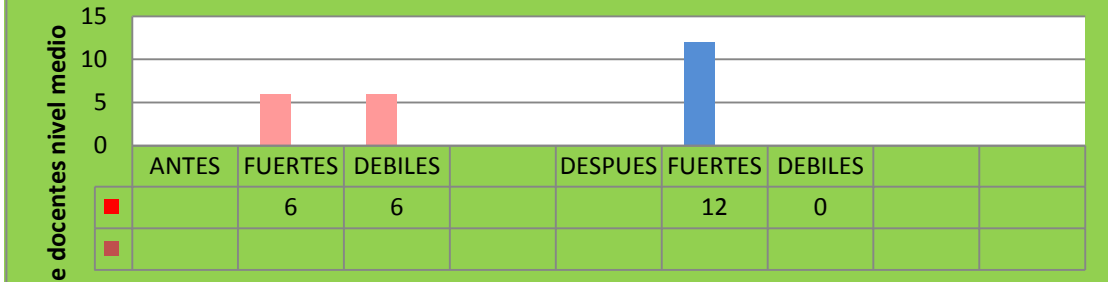 e docentes nivel medio
15
10
5
0
ANTES FUERTES DEBILES DESPUES FUERTES DEBILES
6 6 12 0